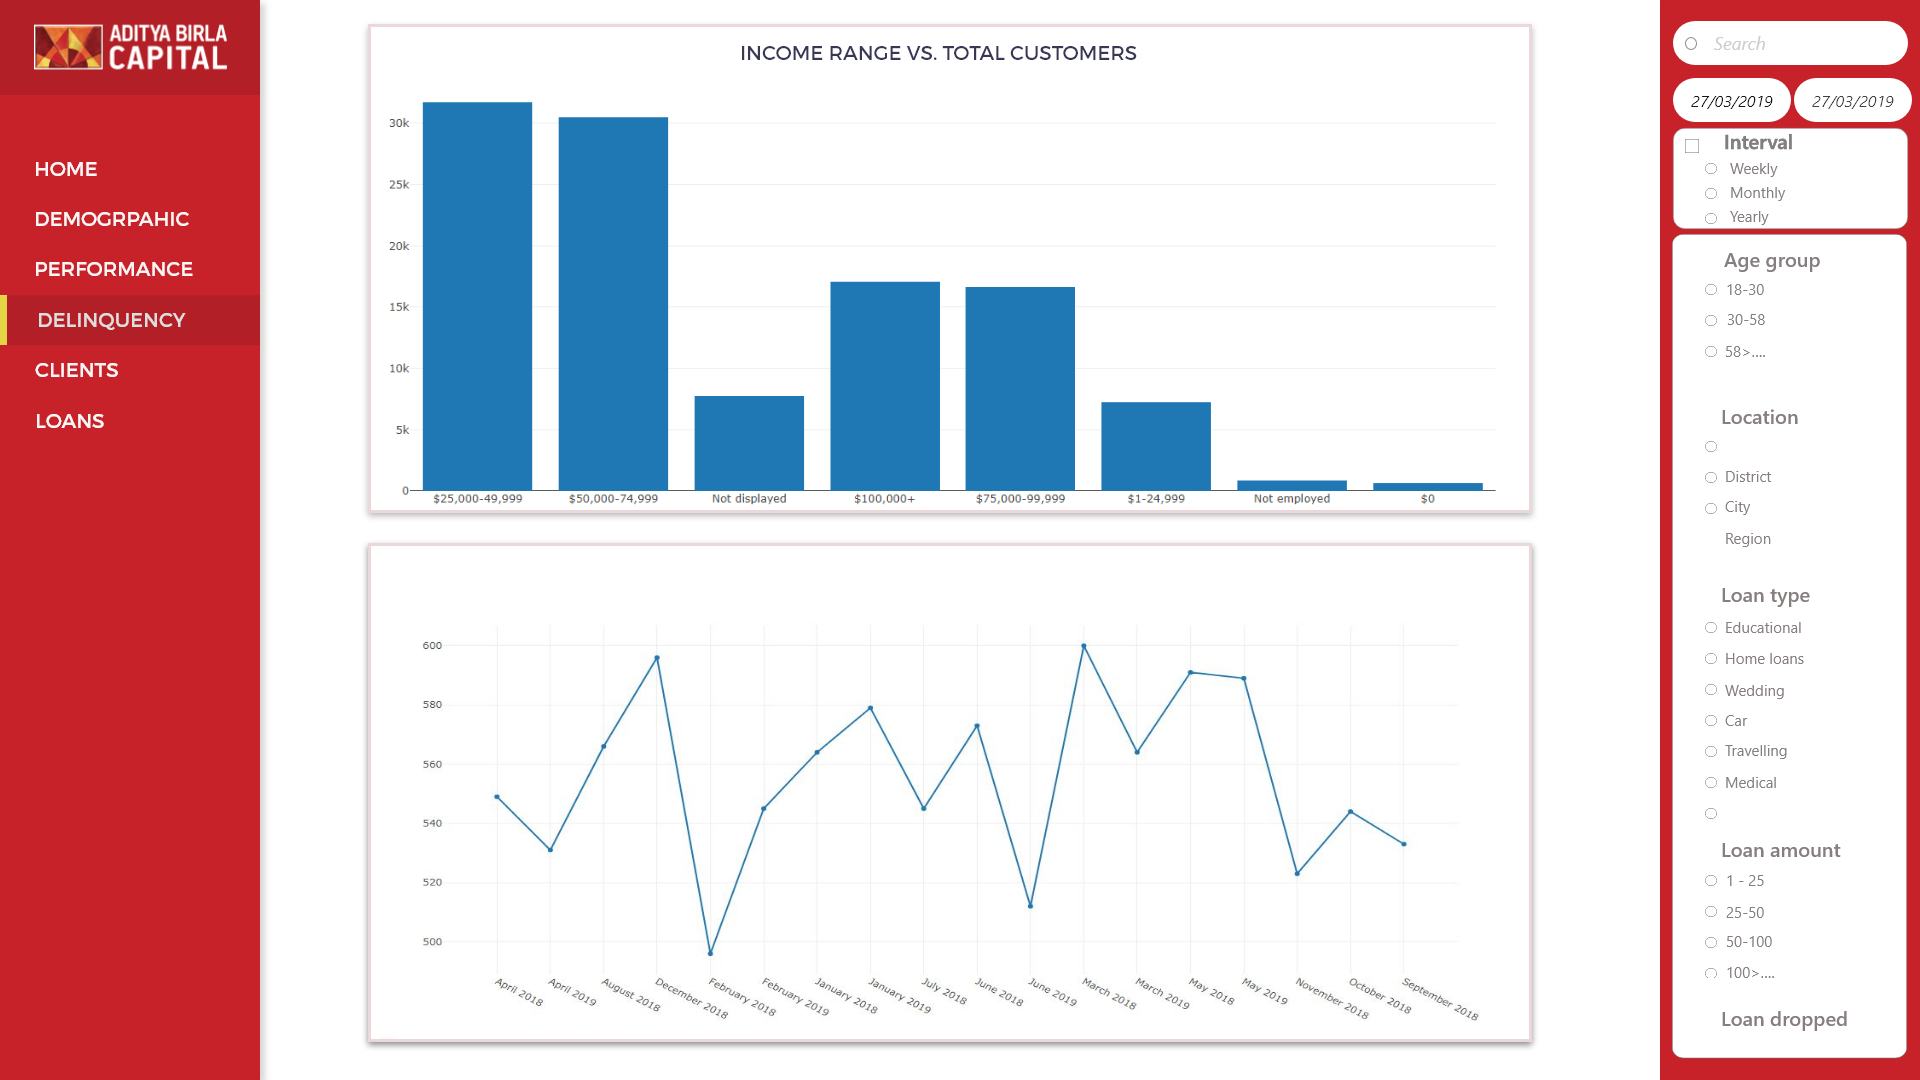 ADITYA BIRLA
CAPITAL
HOME
DEMOGRPAHIC
PERFORMANCE
DELINQUENCY
CLIENTS
LOANS
INCOME RANGE VS. TOTAL CUSTOMERS
30k
25k
20k
15k
10k
5k
0
$25,000-49,999
$50,000-74,999
Not displayed
$100,000+
$75,000-99,999
$1-24,999
Not employed
$0
600
580
560
540
520
500
April 2018
April 2019
August 2018
December 2018
February 2018
February 2019
January 2018
January 2019
July 2018
June 2018
June 2019
March 2018
March 2019
May 2018
May 2019
November 2018
October 2018
September 2018
Search
27/03/2019 27/03/2019
Interval
Weekly
Monthly
Yearly
Age group
18-30
30-58
58>....
Location
District
City
Region
Loan type
Educational
Home loans
Wedding
Car
Travelling
Medical
Loan amount
1 - 25
25-50
50-100
100>....
Loan dropped